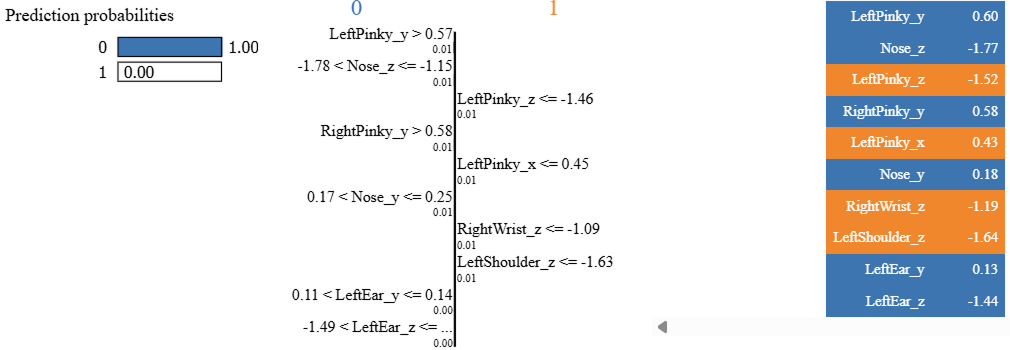 Prediction probabilities
0 1.00
1 0.00
0 1
LeftPinky_y > 0.57
0.01
-1.78 < Nose_z <= -1.15
0.01
LeftPinky_z <= -1.46
0.01
RightPinky_y > 0.58
0.01
LeftPinky_x <= 0.45
0.01
0.17 < Nose_y <= 0.25
0.01
RightWrist_z <= -1.09
0.01
LeftShoulder_z <= -1.63
0.01
0.11 < LeftEar_y <= 0.14
0.00
-1.49 < LeftEar_z <= ...
0.00
LeftPinky_y 0.60
Nose_z -1.77
LeftPinky_z -1.52
RightPinky_y 0.58
LeftPinky_x 0.43
Nose_y 0.18
RightWrist_z -1.19
LeftShoulder_z -1.64
LeftEar_y 0.13
LeftEar_z -1.44